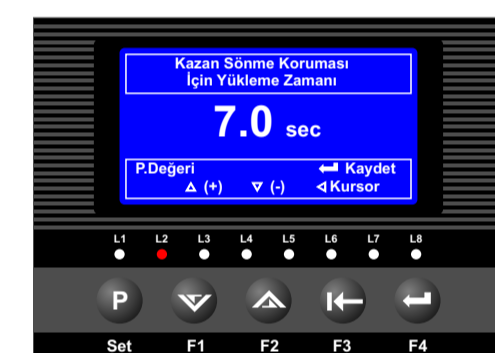 Kazan Sönme Koruması
İçin Yükleme Zamanı
7.0 sec
P.Değeri Kaydet
(+) (-) Kursor
L1 L2 L3 L4 L5 L6 L7 L8
P
Set F1 F2 F3 F4